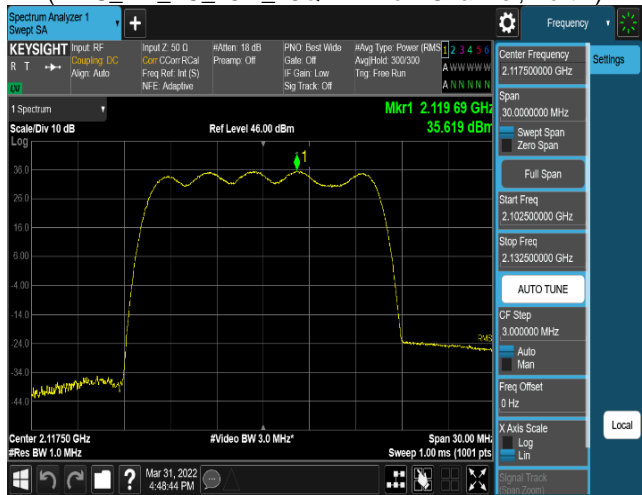 Spectrum Analyzer 1
Swept SA
+
Frequency
KEYSIGHT
R T
LXI
Input: RF
Coupling: DC
Align: Auto
Input Z: 50 Ω
Corr CCorr RCal
Freq Ref: Int (S)
NFE: Adaptive
#Atten: 18 dB
Preamp: Off
PNO: Best Wide
Gate: Off
IF Gain: Low
Sig Track: Off
#Avg Type: Power (RMS
Avg|Hold: 300/300
Trig: Free Run
1 2 3 4 5 6
A W W W W W
A N N N N N
1 Spectrum
Scale/Div 10 dB
Ref Level 46.00 dBm
Mkr1 2.119 69 GHz
35.619 dBm
Log
1
36.0
26.0
16.0
6.00
-4.00
-14.0
-24.0
-34.0
-44.0
RMS
Center 2.11750 GHz
#Res BW 1.0 MHz
#Video BW 3.0 MHz*
Span 30.00 MHz
Sweep 1.00 ms (1001 pts
Center Frequency
2.117500000 GHz
Settings
Span
30.0000000 MHz
Swept Span
Zero Span
Full Span
Start Freq
2.102500000 GHz
Stop Freq
2.132500000 GHz
AUTO TUNE
CF Step
3.000000 MHz
Auto
Man
Freq Offset
0 Hz
X Axis Scale
Log
Lin
Local
Signal Track
(Span Zoom)
?
Mar 31, 2022
4:48:44 PM